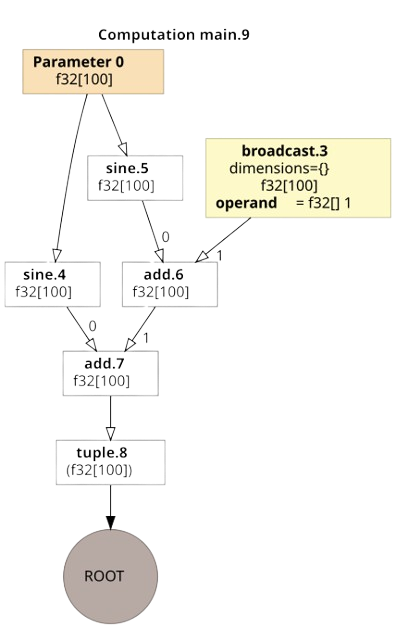 Computation main.9
Parameter 0
f32[100]
sine.5
f32[100]
broadcast.3
dimensions={}
f32[100]
operand = f32[] 1
0
1
sine.4
f32[100]
add.6
f32[100]
0
1
add.7
f32[100]
tuple.8
(f32[100])
ROOT